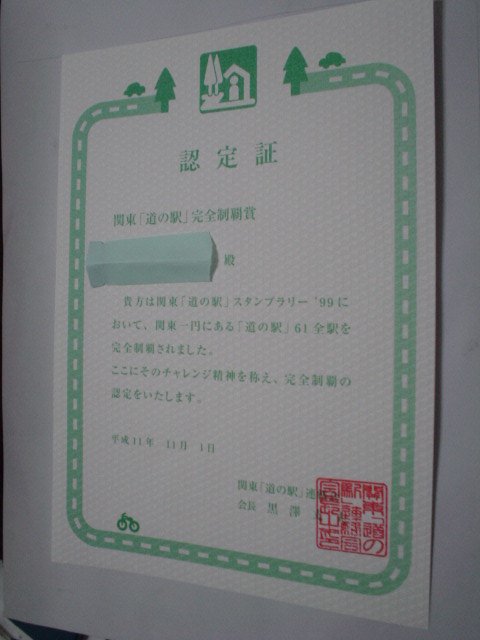 認定証
関東「道の駅」完全制覇賞
殿
貴方は関東「道の駅」スタンプラリー'99に
おいて、関東一円にある「道の駅」61全駅を
完全制覇されました。
ここにそのチャレンジ精神を称え、完全制覇の
認定をいたします。
平成11年 11月 1日
関東「道の駅」連
会長 黒澤